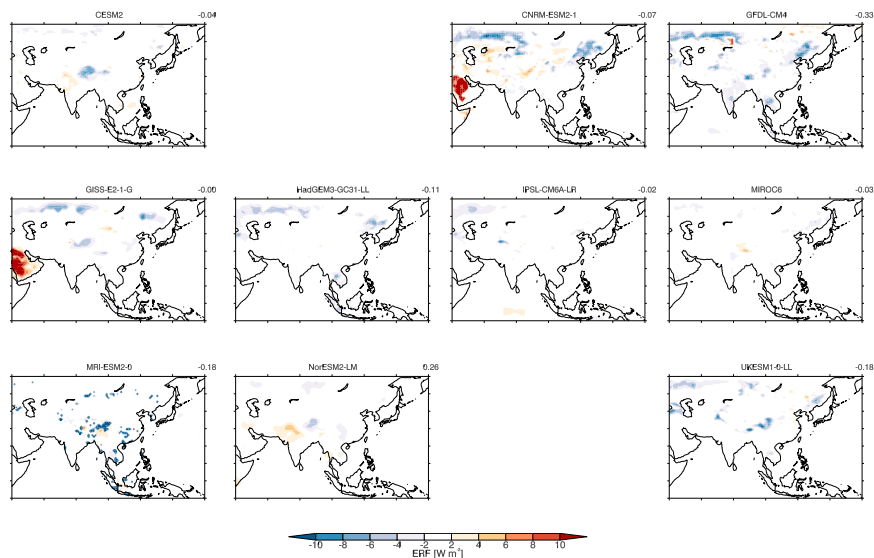 CESM2 -0.04
CNRM-ESM2-1 -0.07
GFDL-CM4 -0.33
GISS-E2-1-G -0.00
HadGEM3-GC31-LL -0.11
IPSL-CM6A-LR -0.02
MIROC6 -0.03
MRI-ESM2-0 -0.18
NorESM2-LM 0.26
UKESM1-0-LL -0.18
-10 -8 -6 -4 -2 2 4 6 8 10
ERF [W m⁻²]